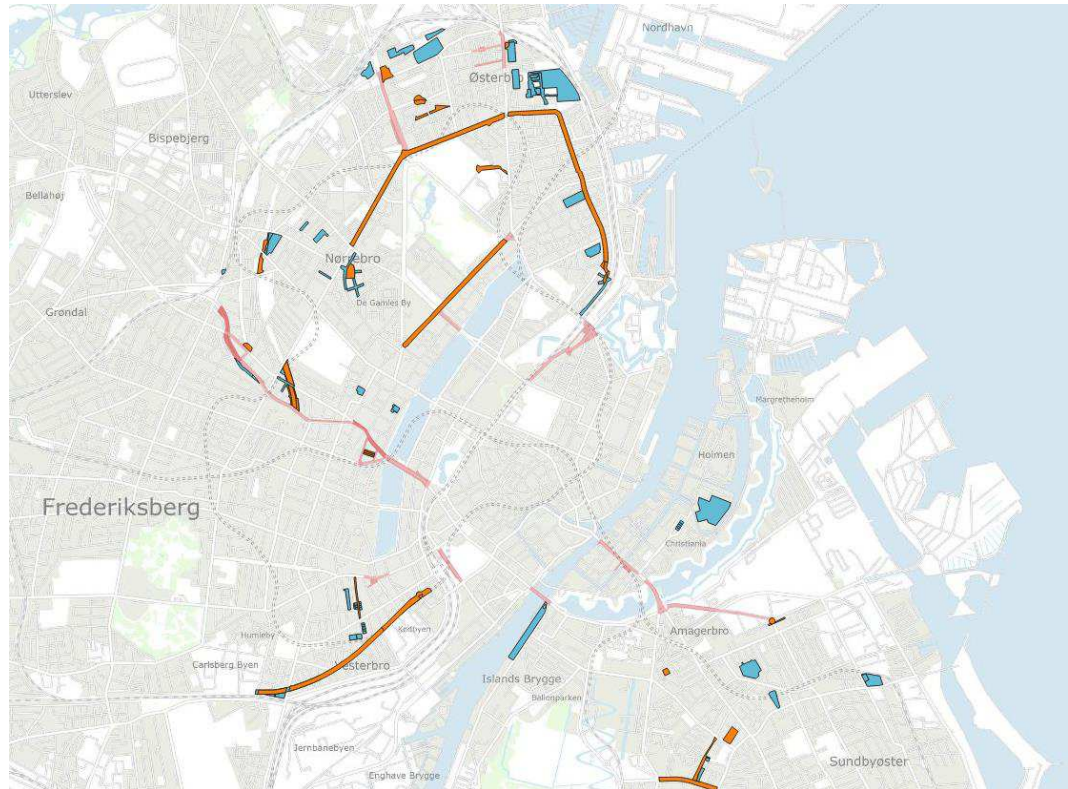 Nordhavn
Østerbro
Utterslev
Bispebjerg
Bellahøj
Nørrebro
De Gamles By
Grøndal
Margretheholm
Holmen
Frederiksberg
Christiania
Kødbyen
Humleby
Amagerbro
Carlsberg Byen
Vesterbro
Islands Brygge
Ballonparken
Jernbanebyen
Sundbyøster
Enghave Brygge